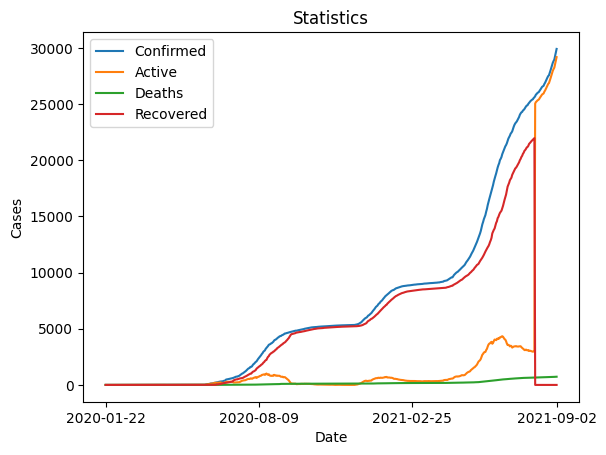 Statistics
Confirmed
Active
Deaths
Recovered
30000
25000
20000
15000
10000
5000
0
Cases
2020-01-22
2020-08-09
2021-02-25
2021-09-02
Date